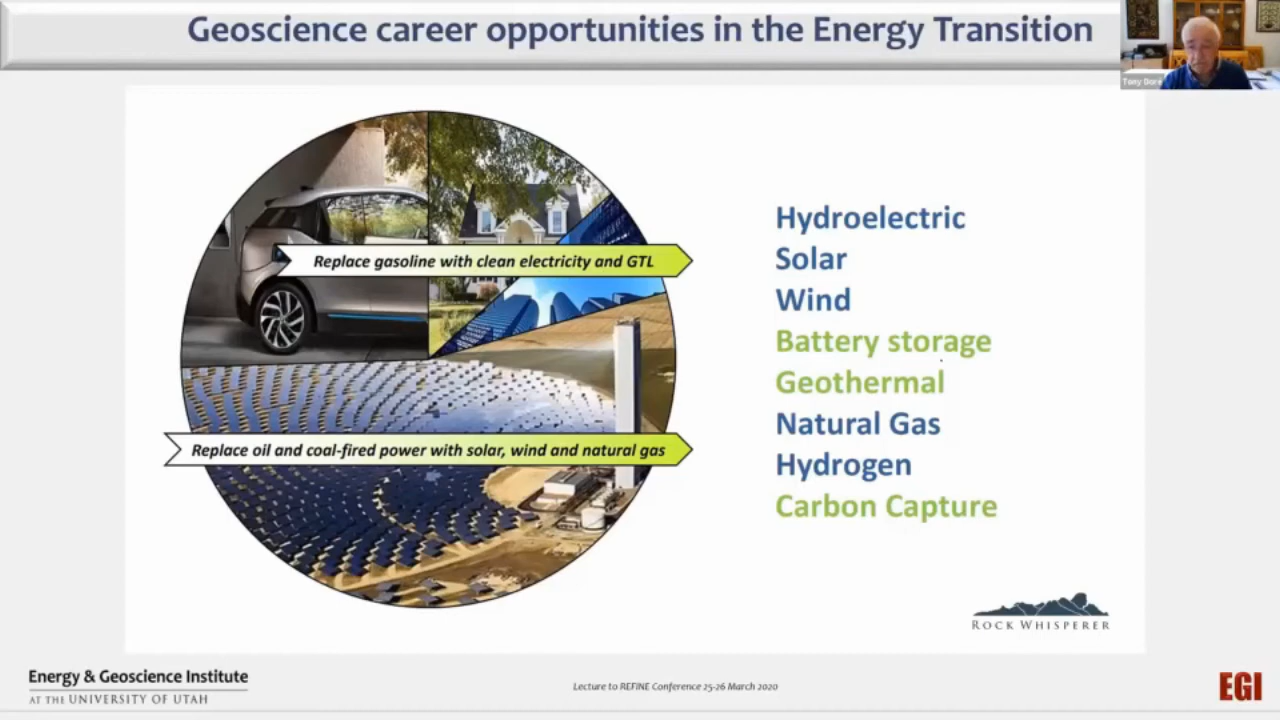 Geoscience career opportunities in the Energy Transition
Tony Doré
Replace gasoline with clean electricity and GTL
Replace oil and coal-fired power with solar, wind and natural gas
Hydroelectric
Solar
Wind
Battery storage
Geothermal
Natural Gas
Hydrogen
Carbon Capture
ROCK WHISPERER
Energy & Geoscience Institute
AT THE UNIVERSITY OF UTAH
Lecture to REFINE Conference 25-26 March 2020
EGI